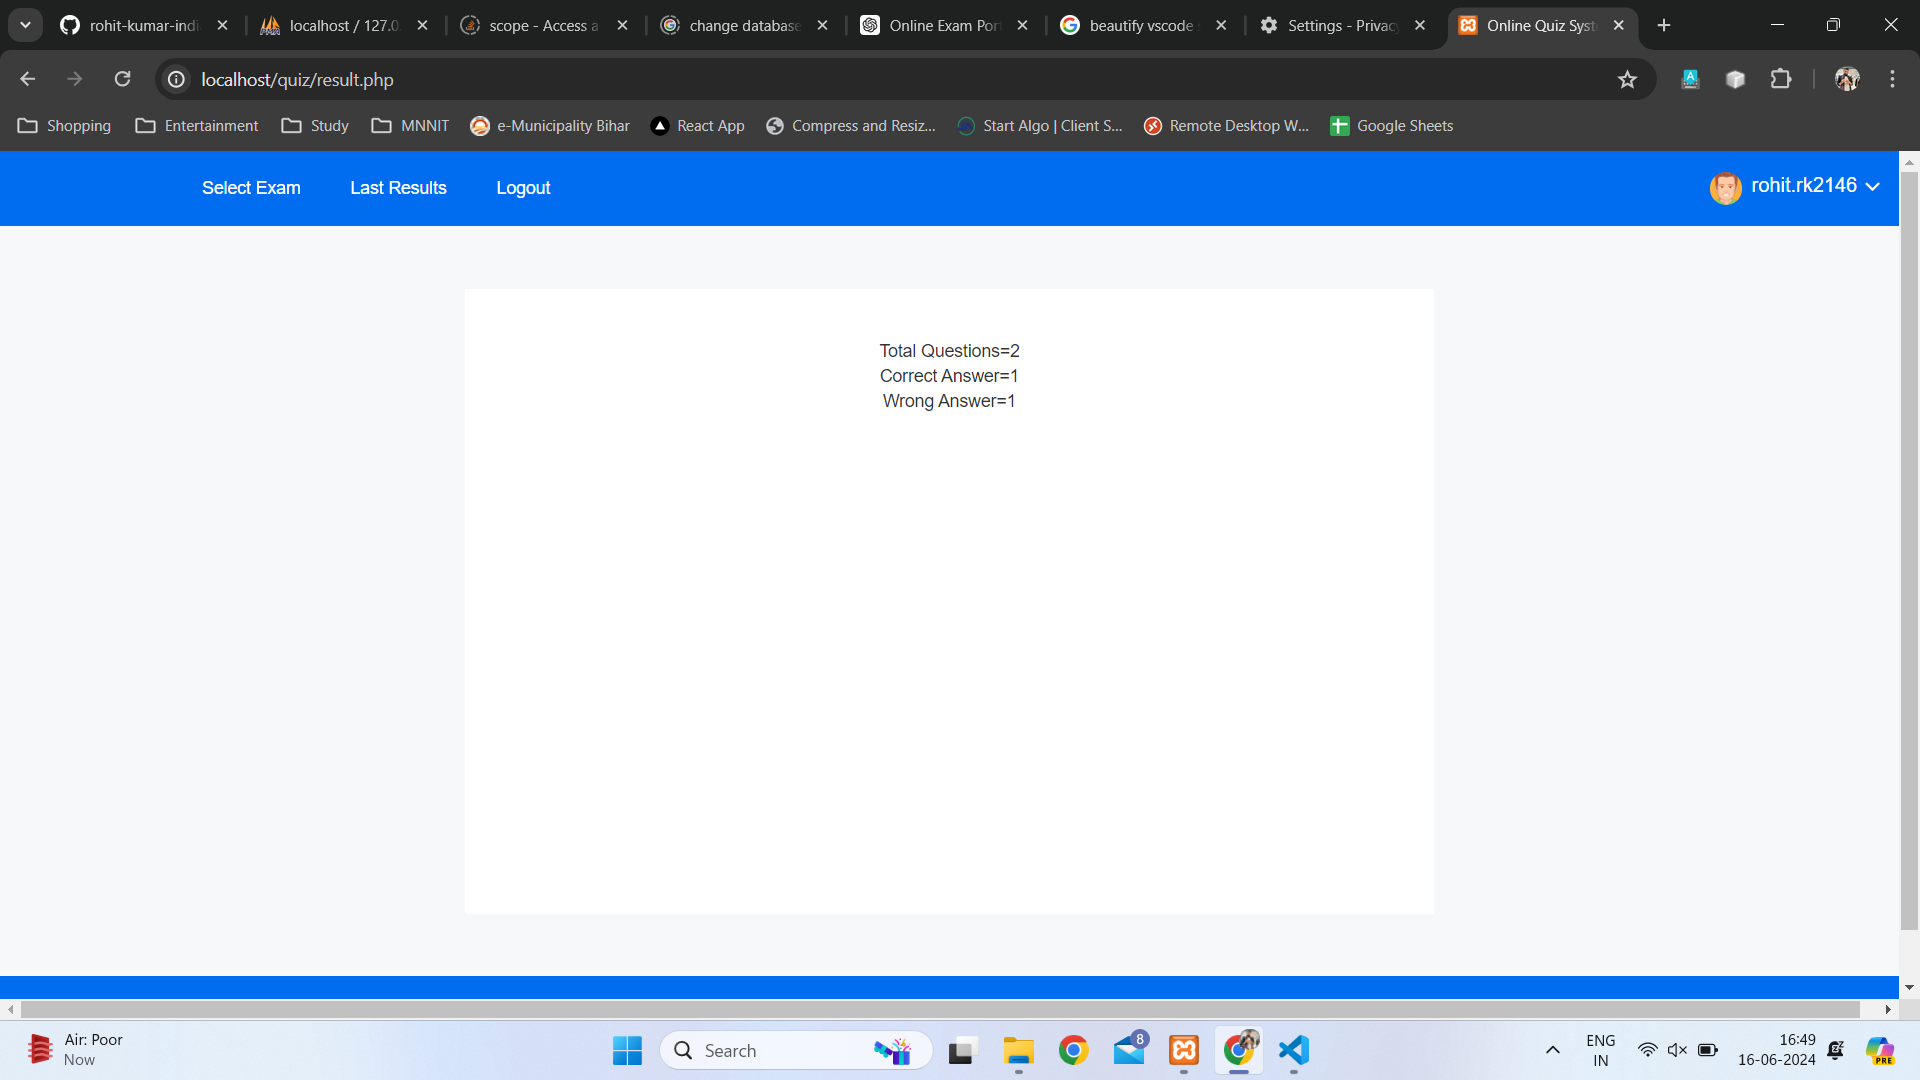 rohit-kumar-indi
localhost / 127.0.
scope - Access a
change database
Online Exam Por
beautify vscode
Settings - Privac
Online Quiz Syst
localhost/quiz/result.php
Shopping
Entertainment
Study
MNNIT
e-Municipality Bihar
React App
Compress and Resiz...
Start Algo | Client S...
Remote Desktop W...
Google Sheets
Select Exam
Last Results
Logout
rohit.rk2146
Total Questions=2
Correct Answer=1
Wrong Answer=1
Air: Poor
Now
Search
8
ENG
IN
16:49
16-06-2024
PRE